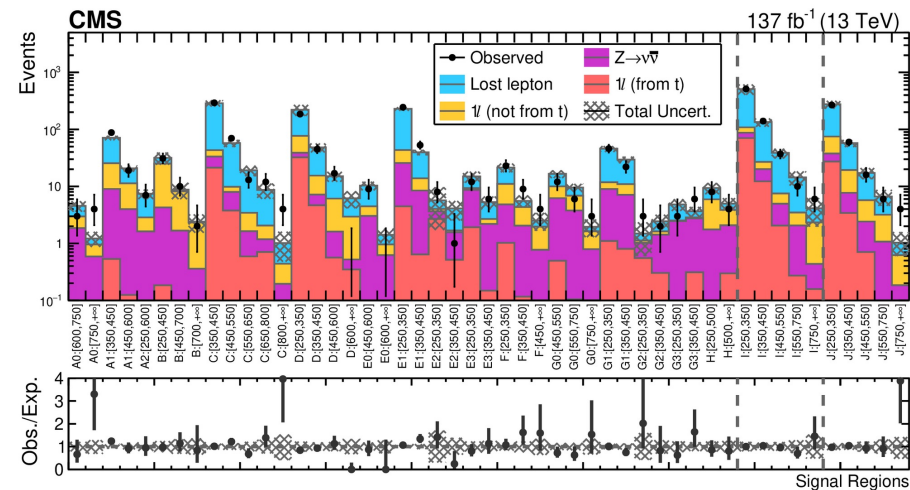 CMS
137 fb⁻¹ (13 TeV)
Events
10³
10²
10
1
10⁻¹
Observed
Lost lepton
1l (not from t)
Z→νν̅
1l (from t)
Total Uncert.
A0:[600,750]
A0:[750,+∞]
A1:[350,450]
A1:[450,600]
A2:[250,600]
B:[250,450]
B:[450,700]
B:[700,+∞]
C:[350,450]
C:[450,550]
C:[550,650]
C:[650,800]
C:[800,+∞]
D:[250,350]
D:[350,450]
D:[450,600]
D:[600,+∞]
E0:[450,600]
E0:[600,+∞]
E1:[250,350]
E1:[350,450]
E2:[250,350]
E2:[350,450]
E3:[250,350]
E3:[350,450]
F:[250,350]
F:[350,450]
F:[450,+∞]
G0:[450,550]
G0:[550,750]
G0:[750,+∞]
G1:[250,350]
G1:[350,450]
G2:[250,350]
G2:[350,450]
G3:[250,350]
G3:[350,450]
H:[250,500]
H:[500,+∞]
I:[250,350]
I:[350,450]
I:[450,550]
I:[550,750]
I:[750,+∞]
J:[250,350]
J:[350,450]
J:[450,550]
J:[550,750]
J:[750,+∞]
Obs./Exp.
4
3
2
1
0
Signal Regions